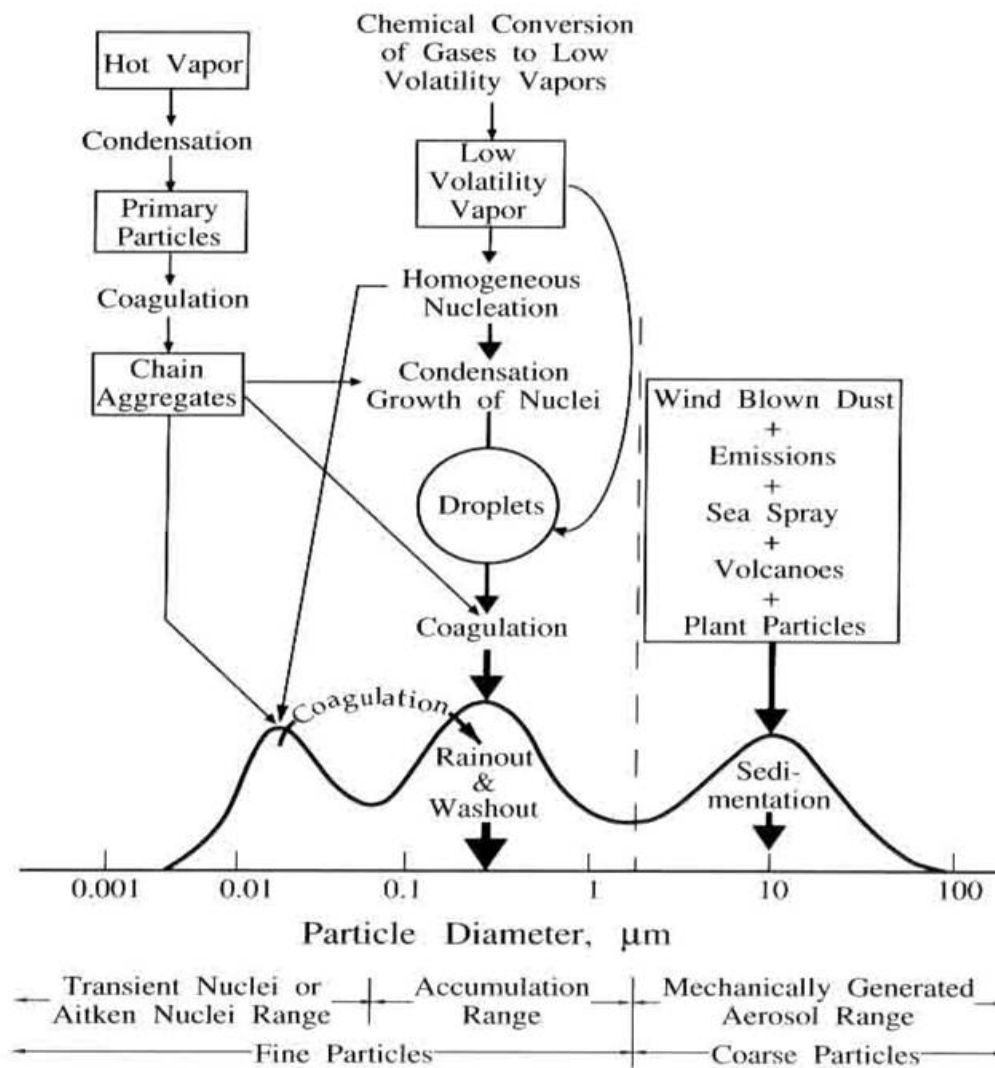 Hot Vapor
Condensation
Primary
Particles
Coagulation
Chain
Aggregates
Chemical Conversion
of Gases to Low
Volatility Vapors
Low
Volatility
Vapor
Homogeneous
Nucleation
Condensation
Growth of Nuclei
Droplets
Coagulation
Wind Blown Dust
+
Emissions
+
Sea Spray
+
Volcanoes
+
Plant Particles
Coagulation
Rainout
&
Washout
Sedi-
mentation
0.001 0.01 0.1 1 10 100
Particle Diameter, μm
Transient Nuclei or
Aitken Nuclei Range
Accumulation
Range
Mechanically Generated
Aerosol Range
Fine Particles
Coarse Particles